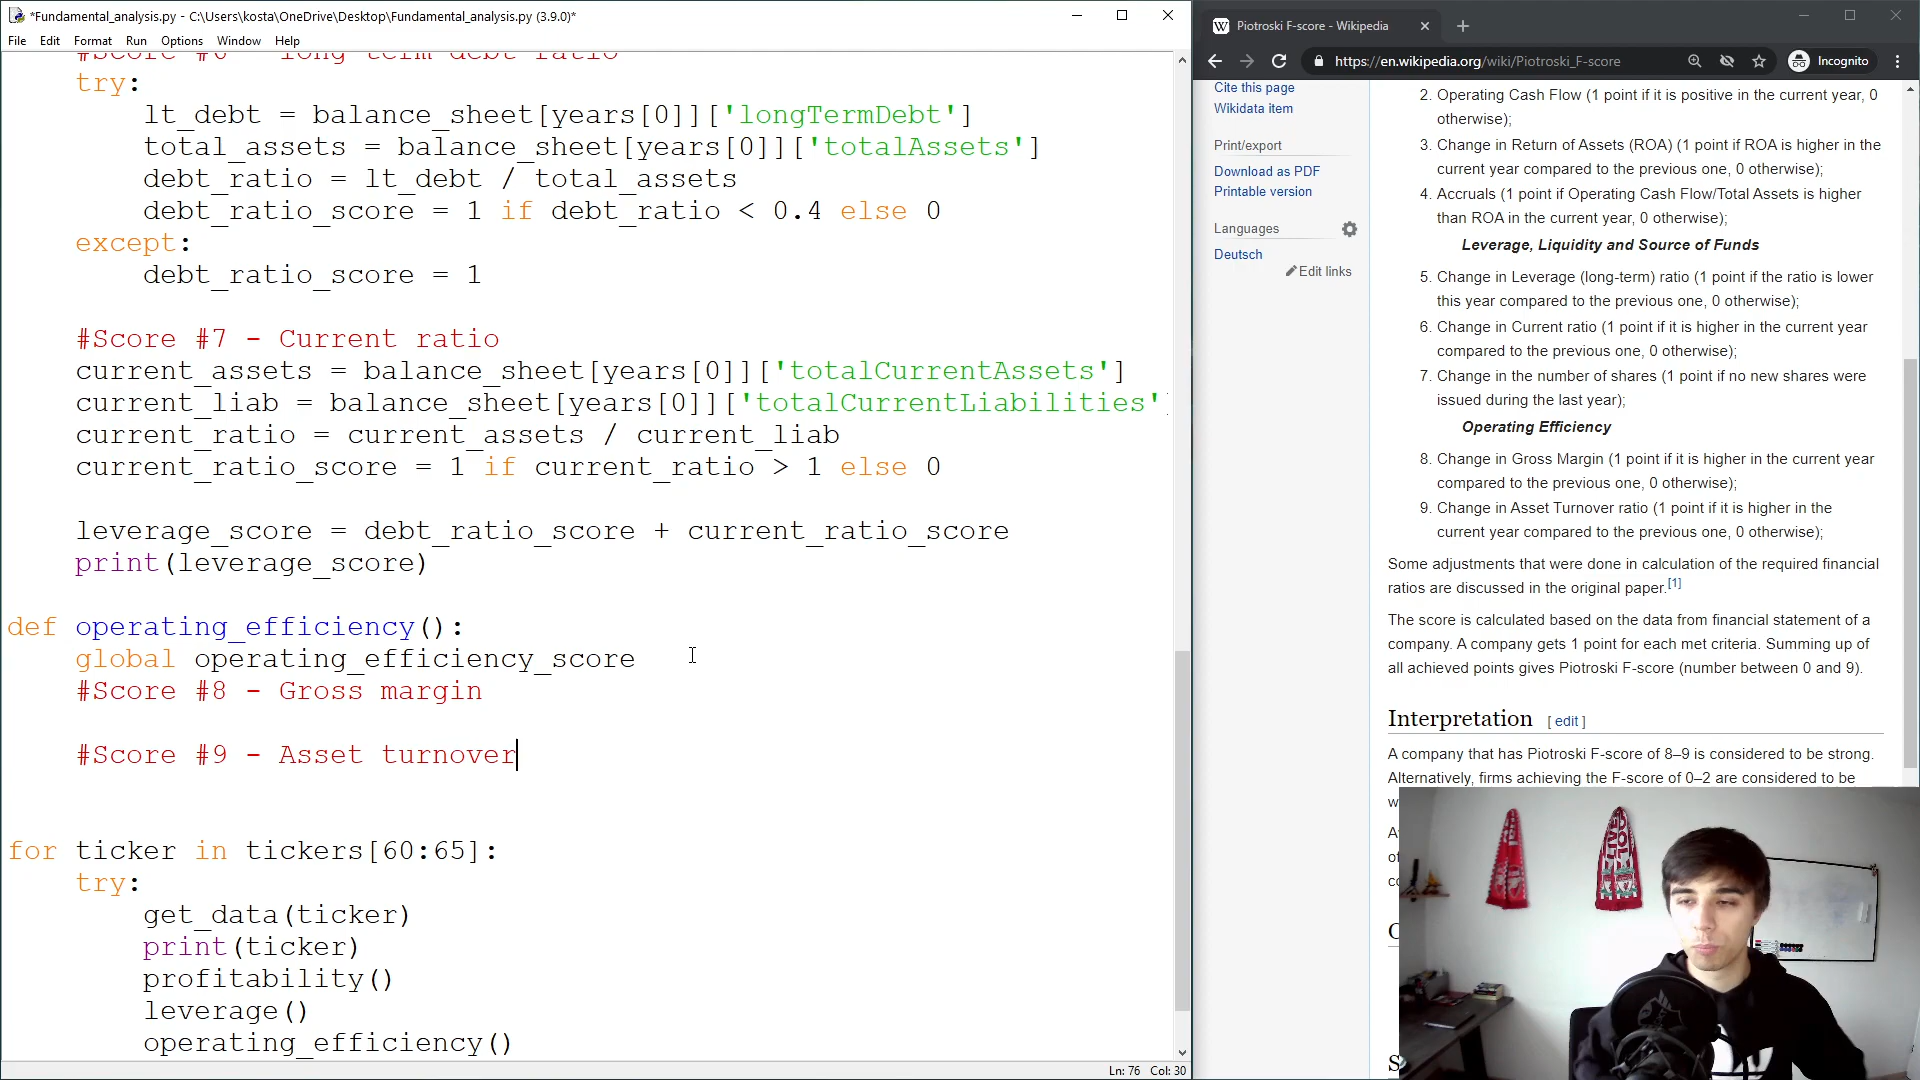 *Fundamental_analysis.py - C:\Users\kosta\OneDrive\Desktop\Fundamental_analysis.py (3.9.0)*
File Edit Format Run Options Window Help
try:
lt_debt = balance_sheet[years[0]]['longTermDebt']
total_assets = balance_sheet[years[0]]['totalAssets']
debt_ratio = lt_debt / total_assets
debt_ratio_score = 1 if debt_ratio < 0.4 else 0
except:
debt_ratio_score = 1
#Score #7 - Current ratio
current_assets = balance_sheet[years[0]]['totalCurrentAssets']
current_liab = balance_sheet[years[0]]['totalCurrentLiabilities']
current_ratio = current_assets / current_liab
current_ratio_score = 1 if current_ratio > 1 else 0
leverage_score = debt_ratio_score + current_ratio_score
print(leverage_score)
def operating_efficiency():
global operating_efficiency_score
#Score #8 - Gross margin
#Score #9 - Asset turnover
for ticker in tickers[60:65]:
try:
get_data(ticker)
print(ticker)
profitability()
leverage()
operating_efficiency()
Ln: 76 Col: 30
Piotroski F-score - Wikipedia
https://en.wikipedia.org/wiki/Piotroski_F-score
Incognito
Cite this page
Wikidata item
Print/export
Download as PDF
Printable version
Languages
Deutsch
Edit links
2. Operating Cash Flow (1 point if it is positive in the current year, 0
otherwise);
3. Change in Return of Assets (ROA) (1 point if ROA is higher in the
current year compared to the previous one, 0 otherwise);
4. Accruals (1 point if Operating Cash Flow/Total Assets is higher
than ROA in the current year, 0 otherwise);
Leverage, Liquidity and Source of Funds
5. Change in Leverage (long-term) ratio (1 point if the ratio is lower
this year compared to the previous one, 0 otherwise);
6. Change in Current ratio (1 point if it is higher in the current year
compared to the previous one, 0 otherwise);
7. Change in the number of shares (1 point if no new shares were
issued during the last year);
Operating Efficiency
8. Change in Gross Margin (1 point if it is higher in the current year
compared to the previous one, 0 otherwise);
9. Change in Asset Turnover ratio (1 point if it is higher in the
current year compared to the previous one, 0 otherwise);
Some adjustments that were done in calculation of the required financial
ratios are discussed in the original paper.[1]
The score is calculated based on the data from financial statement of a
company. A company gets 1 point for each met criteria. Summing up of
all achieved points gives Piotroski F-score (number between 0 and 9).
Interpretation [ edit ]
A company that has Piotroski F-score of 8–9 is considered to be strong.
Alternatively, firms achieving the F-score of 0–2 are considered to be